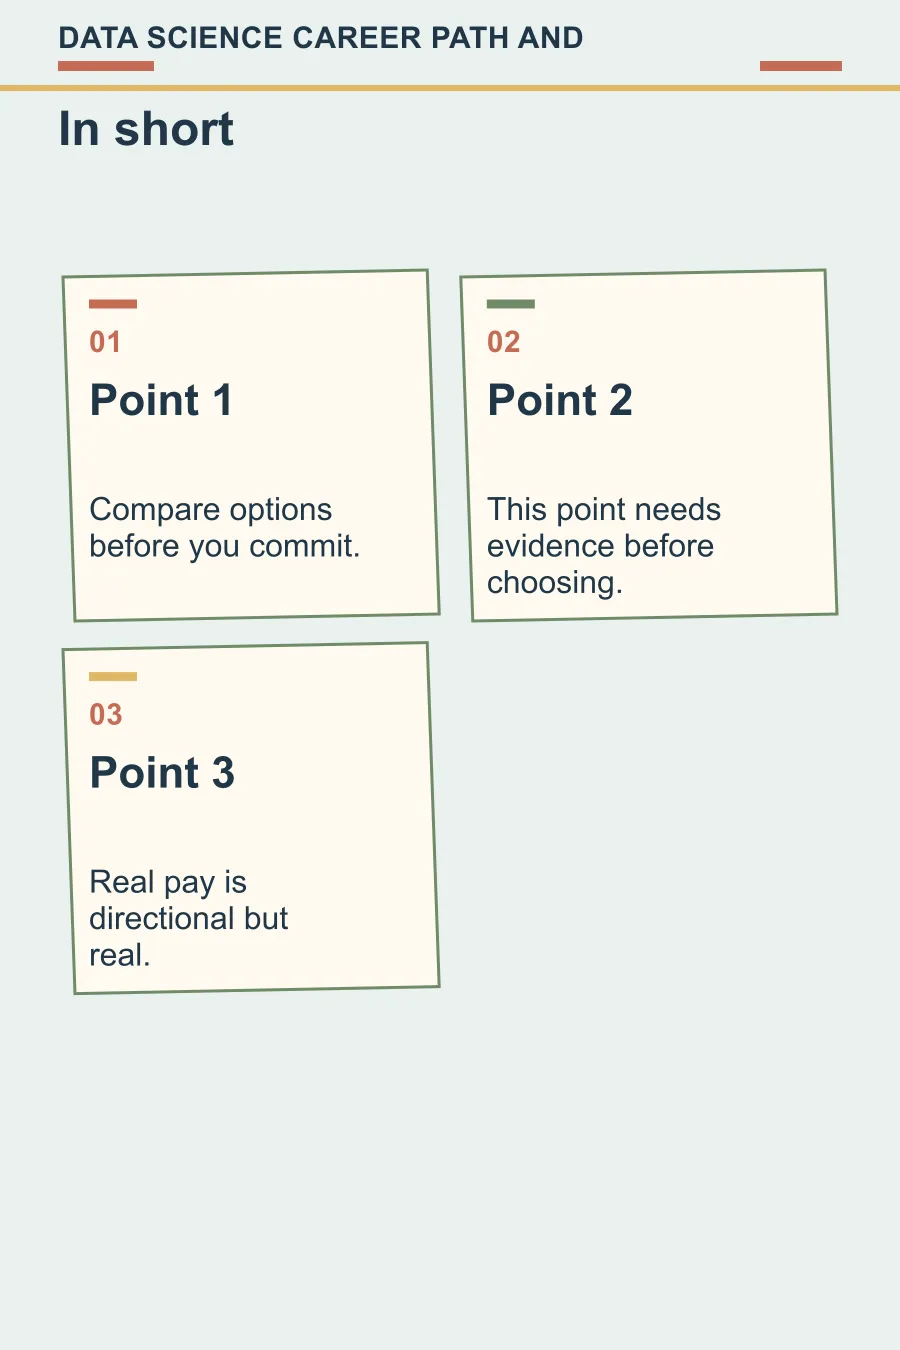 DATA SCIENCE CAREER PATH AND
In short
01
Point 1
Compare options
before you commit.
02
Point 2
This point needs
evidence before
choosing.
03
Point 3
Real pay is
directional but
real.